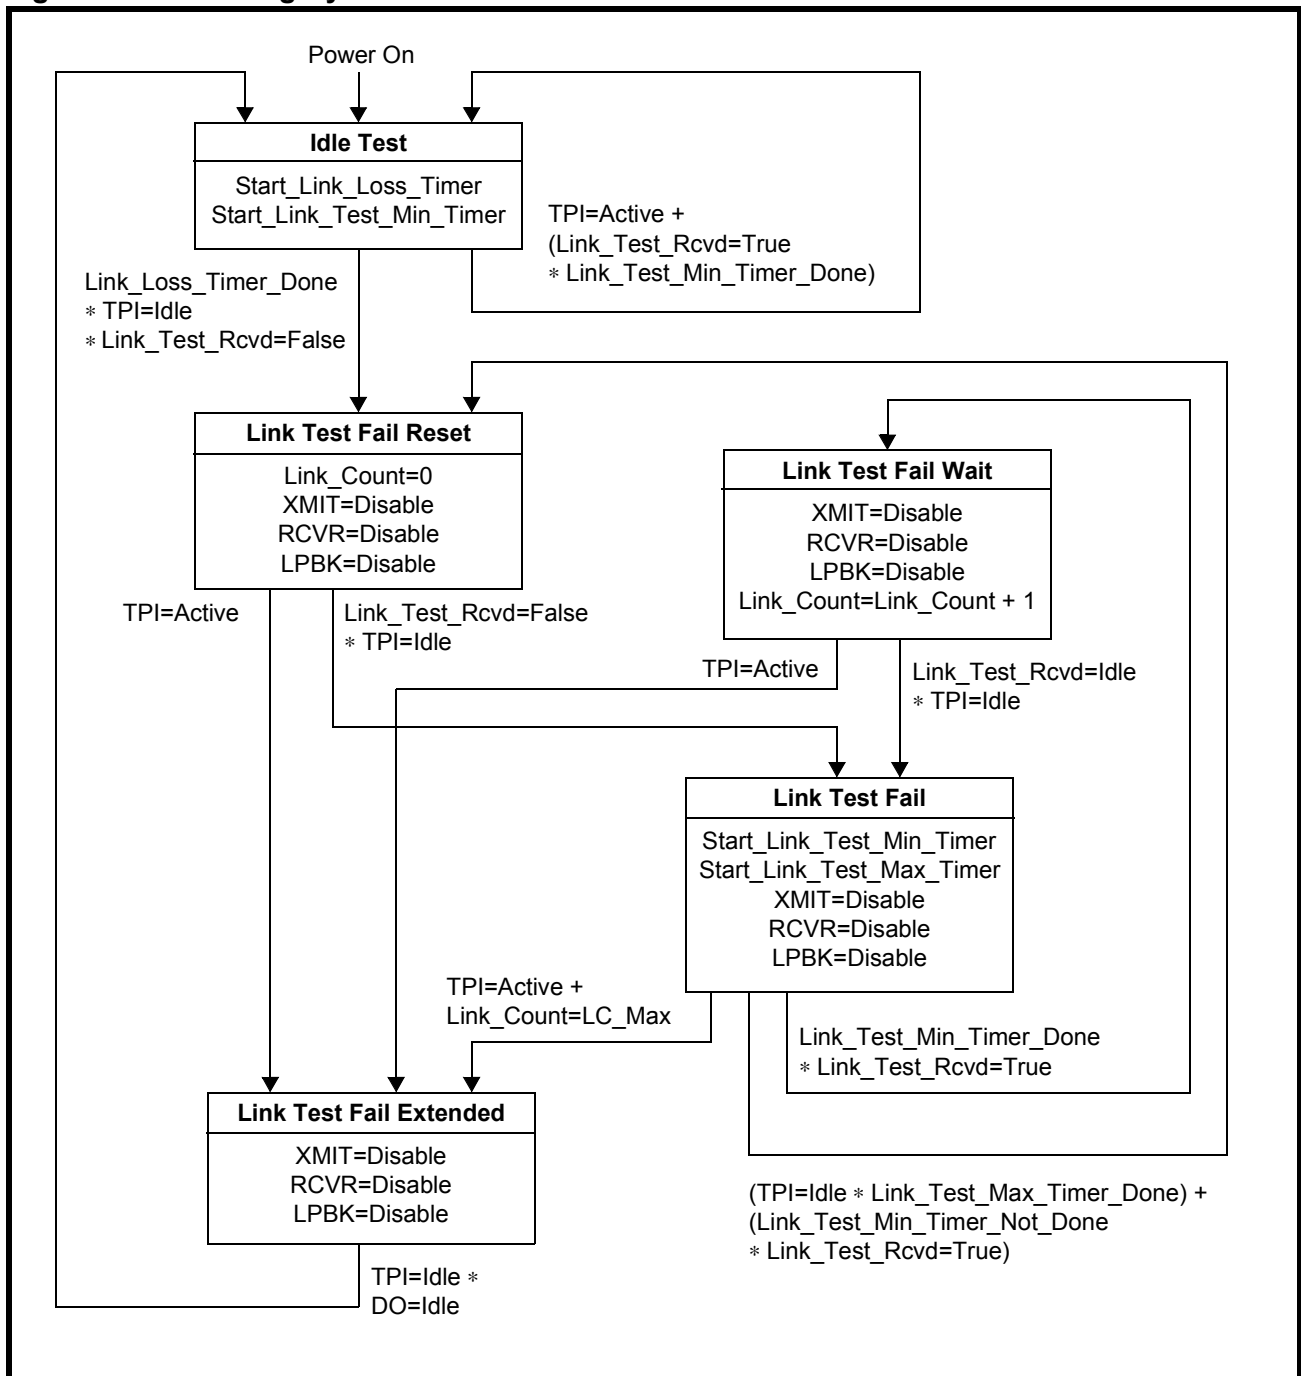 Power On
Idle Test
Start_Link_Loss_Timer
Start_Link_Test_Min_Timer
TPI=Active +
(Link_Test_Rcvd=True
* Link_Test_Min_Timer_Done)
Link_Loss_Timer_Done
* TPI=Idle
* Link_Test_Rcvd=False
Link Test Fail Reset
Link_Count=0
XMIT=Disable
RCVR=Disable
LPBK=Disable
Link Test Fail Wait
XMIT=Disable
RCVR=Disable
LPBK=Disable
Link_Count=Link_Count + 1
TPI=Active
Link_Test_Rcvd=False
* TPI=Idle
TPI=Active
Link_Test_Rcvd=Idle
* TPI=Idle
Link Test Fail
Start_Link_Test_Min_Timer
Start_Link_Test_Max_Timer
XMIT=Disable
RCVR=Disable
LPBK=Disable
TPI=Active +
Link_Count=LC_Max
Link_Test_Min_Timer_Done
* Link_Test_Rcvd=True
Link Test Fail Extended
XMIT=Disable
RCVR=Disable
LPBK=Disable
(TPI=Idle * Link_Test_Max_Timer_Done) +
(Link_Test_Min_Timer_Not_Done
* Link_Test_Rcvd=True)
TPI=Idle *
DO=Idle